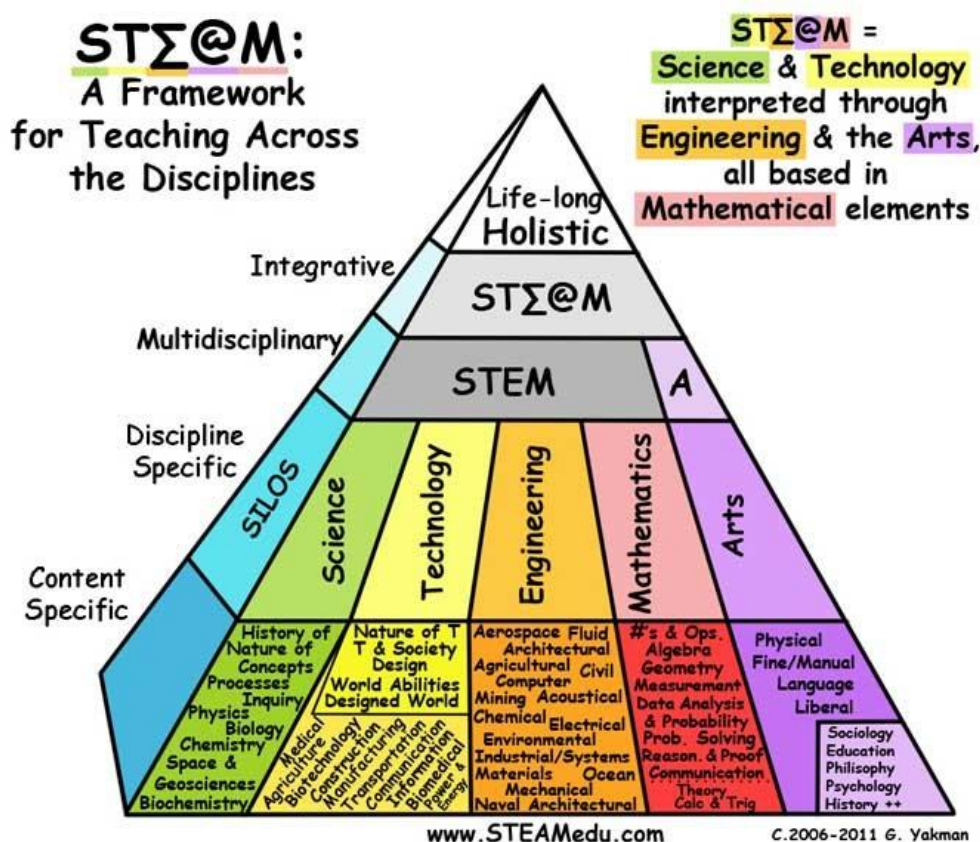 STΣ@M:
A Framework
for Teaching Across
the Disciplines
STΣ@M =
Science & Technology
interpreted through
Engineering & the Arts,
all based in
Mathematical elements
Life-long
Holistic
Integrative
STΣ@M
Multidisciplinary
STEM
A
Discipline
Specific
SILOS
Science
Technology
Engineering
Mathematics
Arts
Content
Specific
History of
Nature of
Concepts
Processes
Inquiry
Physics
Biology
Chemistry
Space &
Geosciences
Biochemistry
Nature of T
T & Society
Design
World Abilities
Designed World
Medical
Agriculture
Biotechnology
Construction
Manufacturing
Transportation
Communication
Information
Biomedical
Power &
Energy
Aerospace Fluid
Architectural
Agricultural Civil
Computer
Mining Acoustical
Chemical Electrical
Environmental
Industrial/Systems
Materials Ocean
Mechanical
Naval Architectural
#'s & Ops.
Algebra
Geometry
Measurement
Data Analysis
& Probability
Prob. Solving
Reason. & Proof
Communication
Theory
Calc & Trig
Physical
Fine/Manual
Language
Liberal
Sociology
Education
Philisophy
Psychology
History ++
www.STEAMedu.com
C.2006-2011 G. Yakman